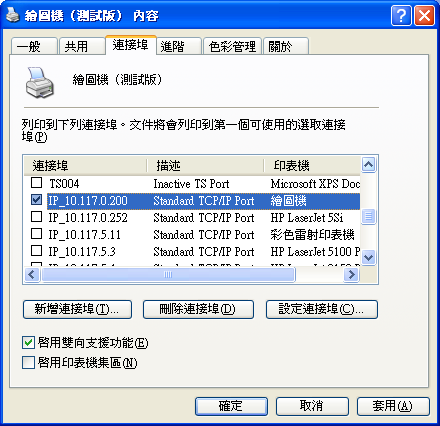 繪圖機（測試版） 內容
一般 共用 連接埠 進階 色彩管理 關於
繪圖機（測試版）
列印到下列連接埠。文件將會列印到第一個可使用的選取連接
埠(P)
連接埠 描述 印表機
TS004 Inactive TS Port Microsoft XPS Doc
IP_10.117.0.200 Standard TCP/IP Port 繪圖機
IP_10.117.0.252 Standard TCP/IP Port HP LaserJet 5Si
IP_10.117.5.11 Standard TCP/IP Port 彩色雷射印表機
IP_10.117.5.3 Standard TCP/IP Port HP LaserJet 5100 P
新增連接埠(T)... 刪除連接埠(D) 設定連接埠(C)...
啟用雙向支援功能(E)
啟用印表機集區(N)
確定 取消 套用(A)